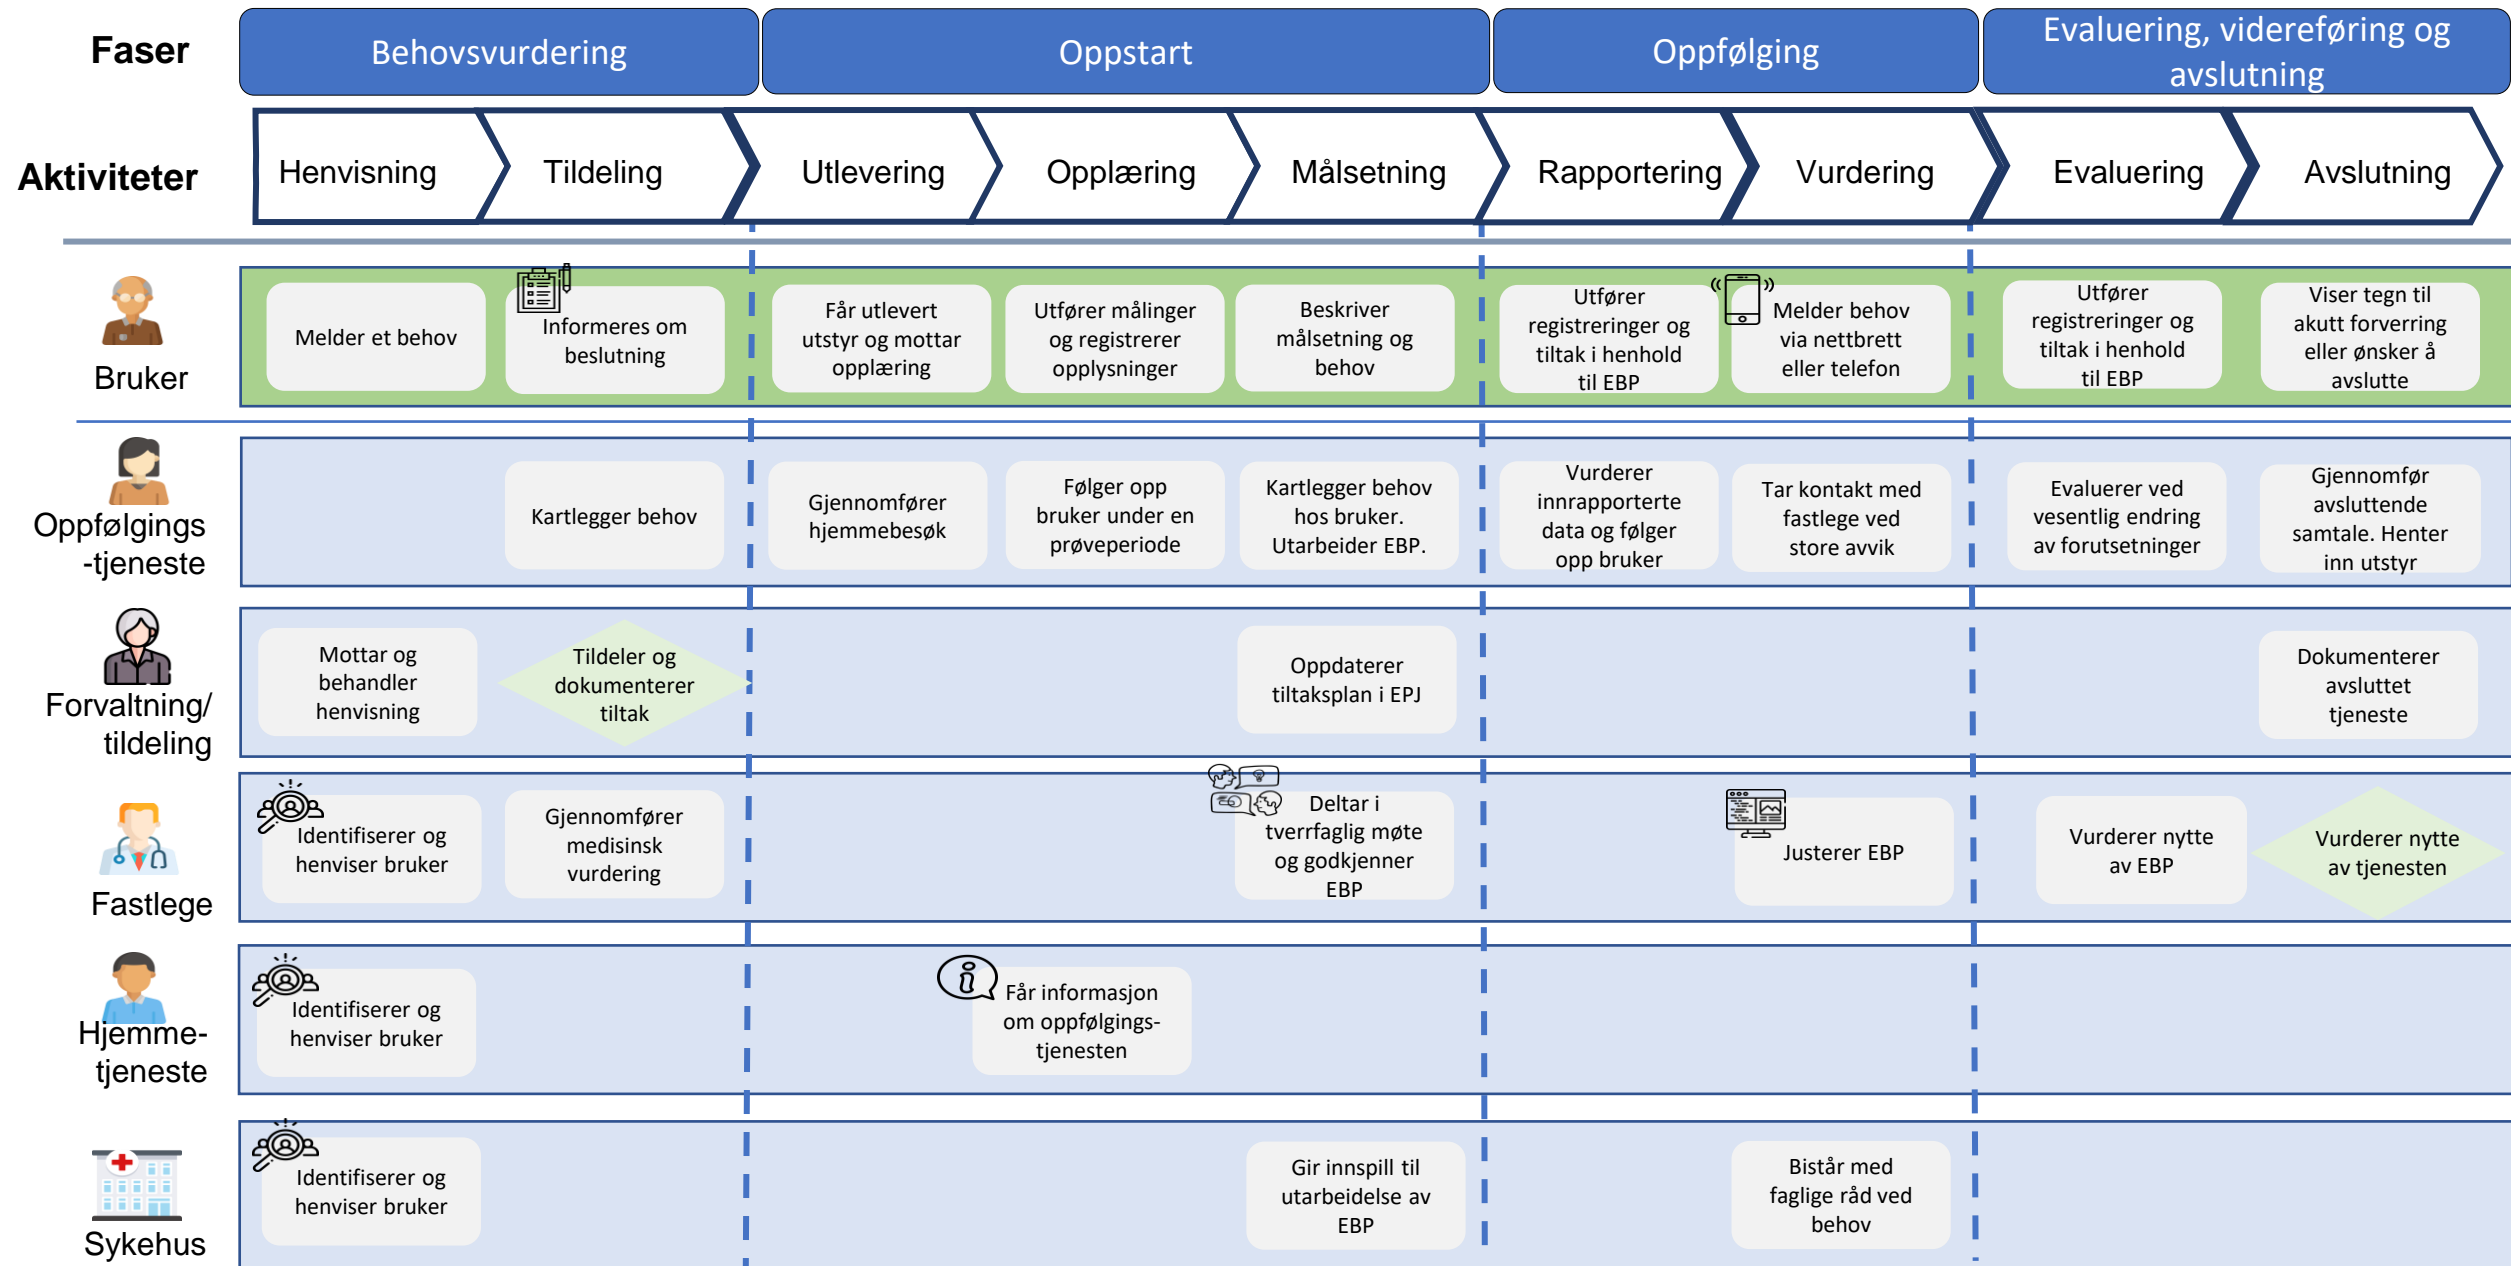 Faser
Behovsvurdering
Oppstart
Oppfølging
Evaluering, videreføring og
avslutning
Aktiviteter
Henvisning
Tildeling
Utlevering
Opplæring
Målsetning
Rapportering
Vurdering
Evaluering
Avslutning
Bruker
Melder et behov
Informeres om
beslutning
Får utlevert
utstyr og mottar
opplæring
Utfører målinger
og registrerer
opplysninger
Beskriver
målsetning og
behov
Utfører
registreringer og
tiltak i henhold
til EBP
Melder behov
via nettbrett
eller telefon
Utfører
registreringer og
tiltak i henhold
til EBP
Viser tegn til
akutt forverring
eller ønsker å
avslutte
Oppfølgings
-tjeneste
Kartlegger behov
Gjennomfører
hjemmebesøk
Følger opp
bruker under en
prøveperiode
Kartlegger behov
hos bruker.
Utarbeider EBP.
Vurderer
innrapporterte
data og følger
opp bruker
Tar kontakt med
fastlege ved
store avvik
Evaluerer ved
vesentlig endring
av forutsetninger
Gjennomfør
avsluttende
samtale. Henter
inn utstyr
Forvaltning/
tildeling
Mottar og
behandler
henvisning
Tildeler og
dokumenterer
tiltak
Oppdaterer
tiltaksplan i EPJ
Dokumenterer
avsluttet
tjeneste
Fastlege
Identifiserer og
henviser bruker
Gjennomfører
medisinsk
vurdering
Deltar i
tverrfaglig møte
og godkjenner
EBP
Justerer EBP
Vurderer nytte
av EBP
Vurderer nytte
av tjenesten
Hjemme-
tjeneste
Identifiserer og
henviser bruker
Får informasjon
om oppfølgings-
tjenesten
Sykehus
Identifiserer og
henviser bruker
Gir innspill til
utarbeidelse av
EBP
Bistår med
faglige råd ved
behov